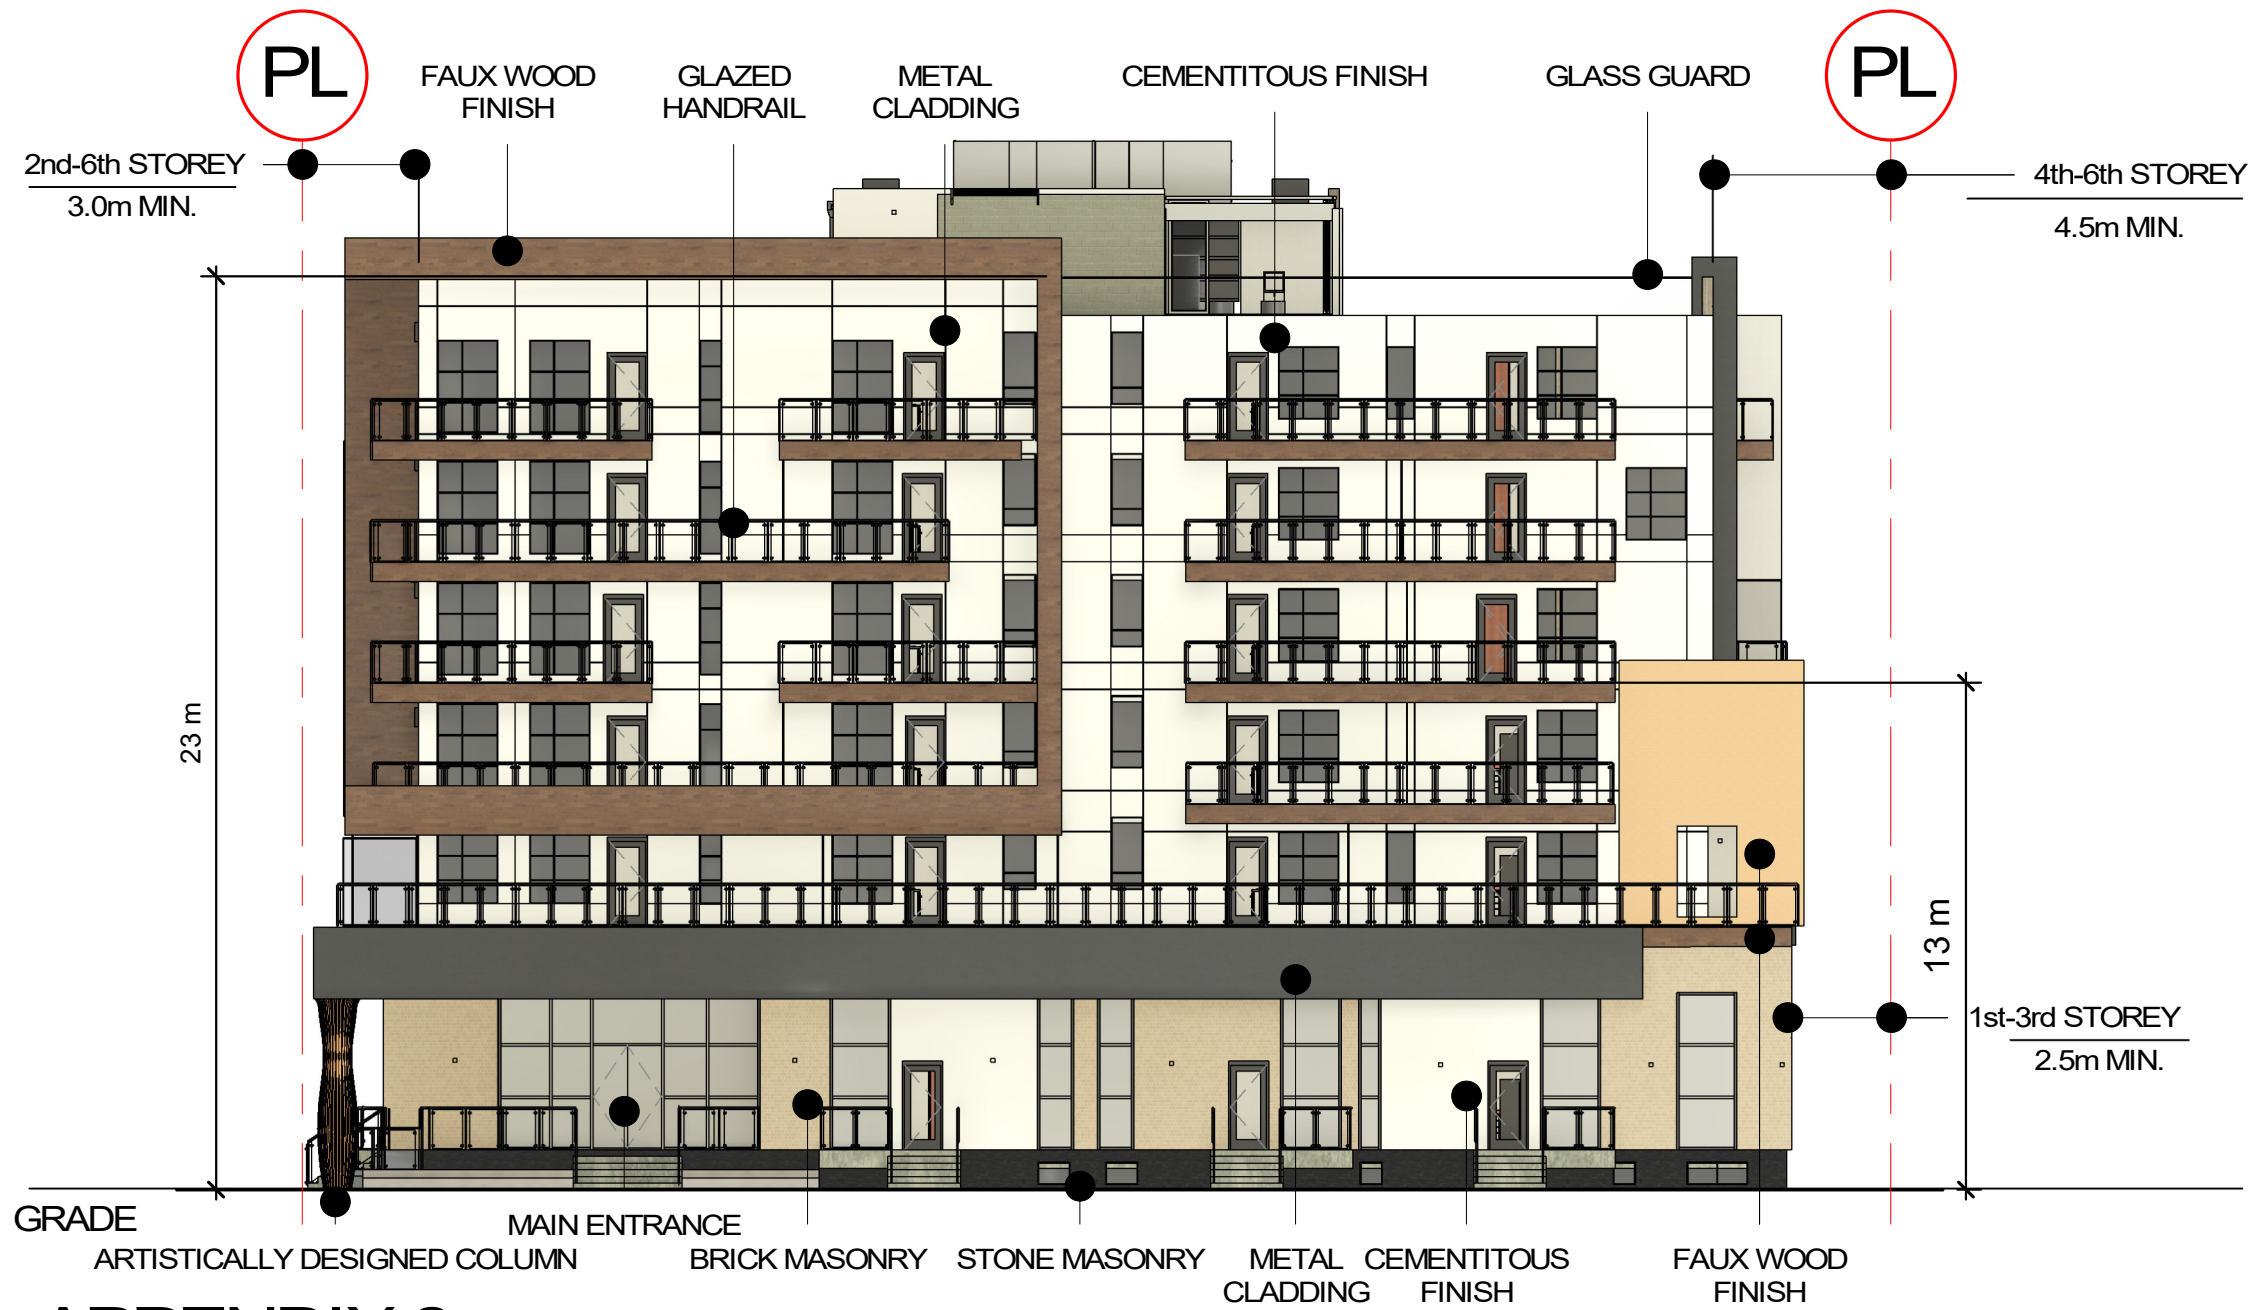 PL
PL
FAUX WOOD
FINISH
GLAZED
HANDRAIL
METAL
CLADDING
CEMENTITOUS FINISH
GLASS GUARD
2nd-6th STOREY
3.0m MIN.
4th-6th STOREY
4.5m MIN.
23 m
13 m
1st-3rd STOREY
2.5m MIN.
GRADE
MAIN ENTRANCE
ARTISTICALLY DESIGNED COLUMN
BRICK MASONRY
STONE MASONRY
METAL
CLADDING
CEMENTITOUS
FINISH
FAUX WOOD
FINISH